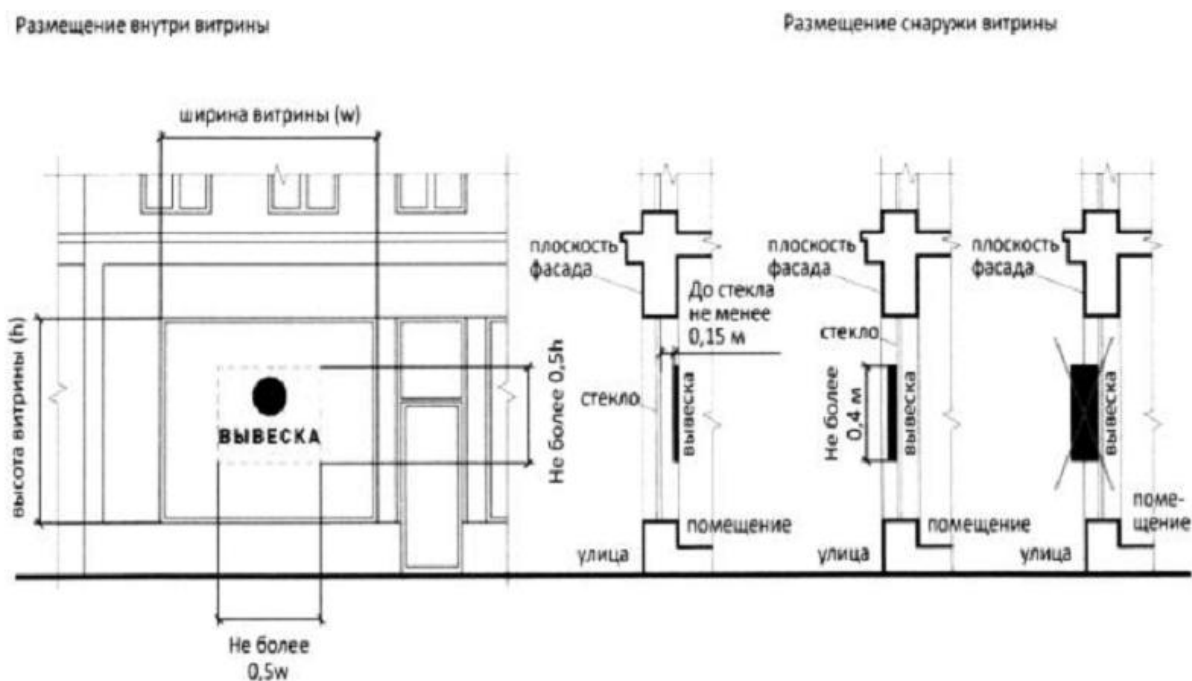 Размещение внутри витрины
Размещение снаружи витрины
ширина витрины (w)
высота витрины (h)
ВЫВЕСКА
Не более 0,5h
Не более
0,5w
плоскость
фасада
До стекла
не менее
0,15 м
стекло
вывеска
помещение
улица
плоскость
фасада
стекло
Не более
0,4 м
вывеска
помещение
улица
плоскость
фасада
вывеска
поме-
щение
улица